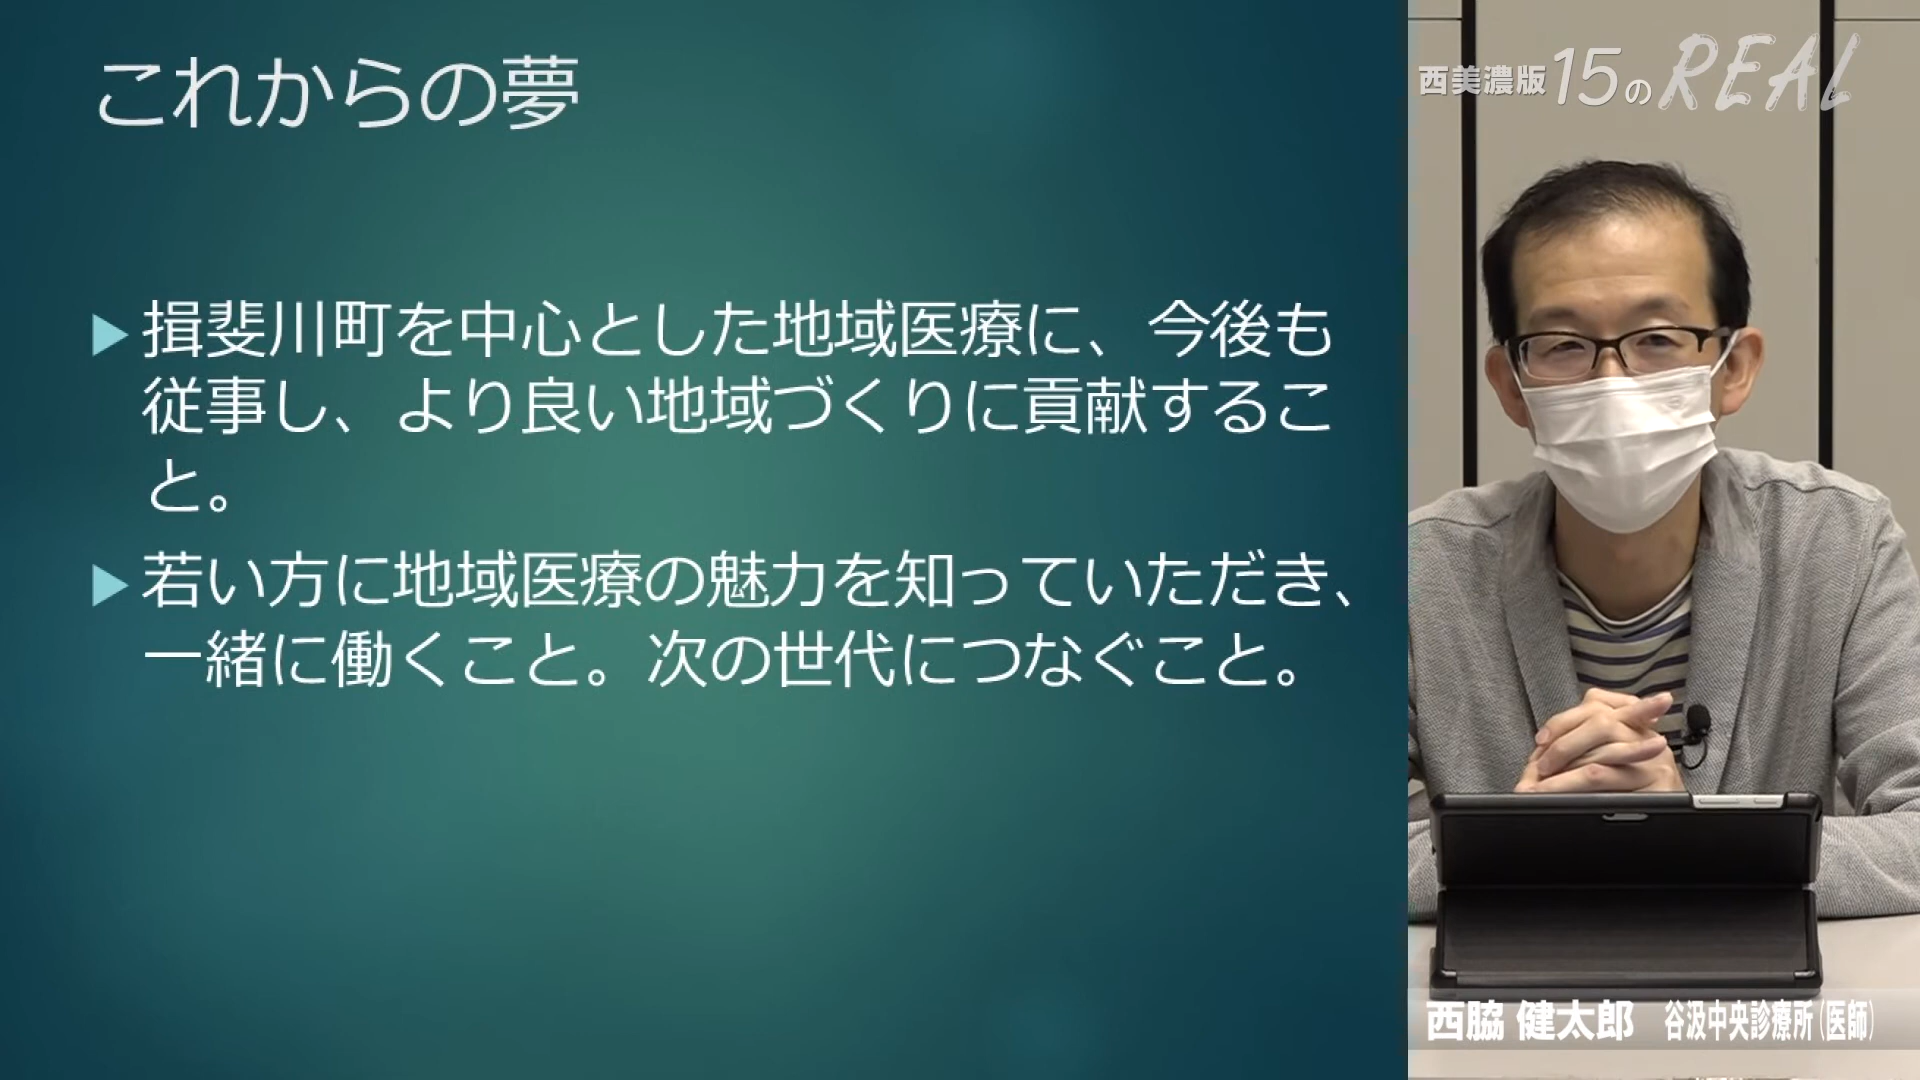 これからの夢
揖斐川町を中心とした地域医療に、今後も
従事し、より良い地域づくりに貢献するこ
と。
若い方に地域医療の魅力を知っていただき、
一緒に働くこと。次の世代につなぐこと。
西美濃版15のREAL
西脇 健太郎 谷汲中央診療所(医師)